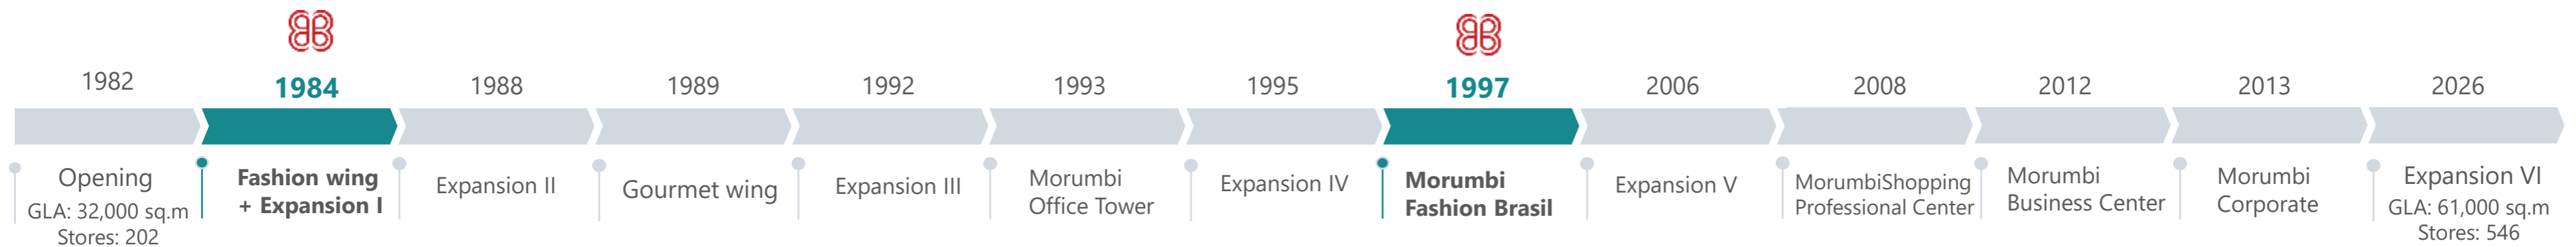 1982
1984
1988
1989
1992
1993
1995
1997
2006
2008
2012
2013
2026
Opening
GLA: 32,000 sq.m
Stores: 202
Fashion wing
+ Expansion I
Expansion II
Gourmet wing
Expansion III
Morumbi
Office Tower
Expansion IV
Morumbi
Fashion Brasil
Expansion V
MorumbiShopping
Professional Center
Morumbi
Business Center
Morumbi
Corporate
Expansion VI
GLA: 61,000 sq.m
Stores: 546